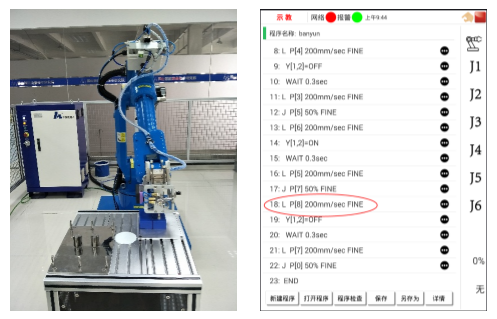 示 教 网络 报警 上午9:44
程序名称: banyun
8: L P[4] 200mm/sec FINE
9: Y[1,2]=OFF
10: WAIT 0.3sec
11: L P[3] 200mm/sec FINE
12: J P[5] 50% FINE
13: L P[6] 200mm/sec FINE
14: Y[1,2]=ON
15: WAIT 0.3sec
16: L P[5] 200mm/sec FINE
17: J P[7] 50% FINE
18: L P[8] 200mm/sec FINE
19: Y[1,2]=OFF
20: WAIT 0.3sec
21: L P[7] 200mm/sec FINE
22: J P[0] 50% FINE
23: END
J1
J2
J3
J4
J5
J6
0%
无
新建程序 打开程序 程序检查 保存 另存为 详情